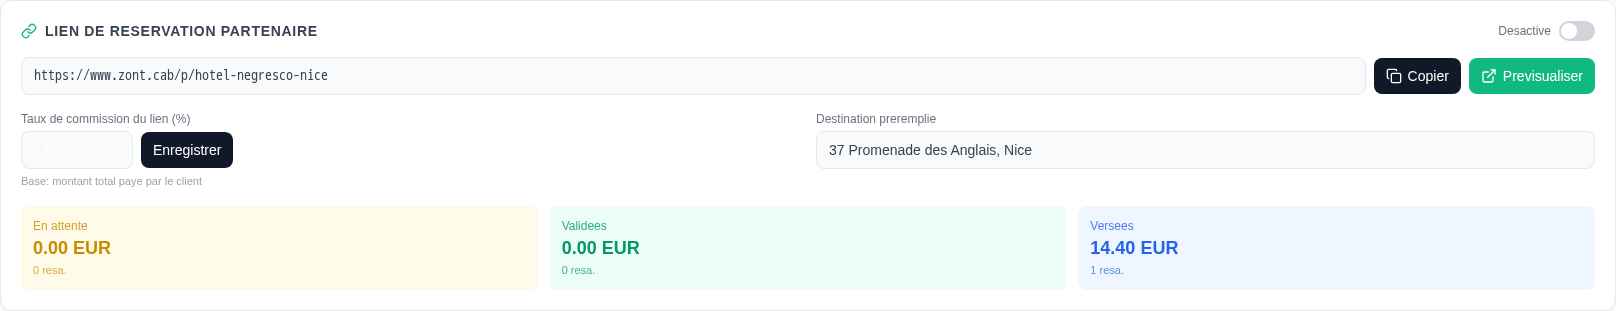 LIEN DE RESERVATION PARTENAIRE
Desactive
https://www.zont.cab/p/hotel-negresco-nice
Copier
Previsualiser
Taux de commission du lien (%)
Destination preremplie
Enregistrer
37 Promenade des Anglais, Nice
Base: montant total paye par le client
En attente
0.00 EUR
0 resa.
Validees
0.00 EUR
0 resa.
Versees
14.40 EUR
1 resa.